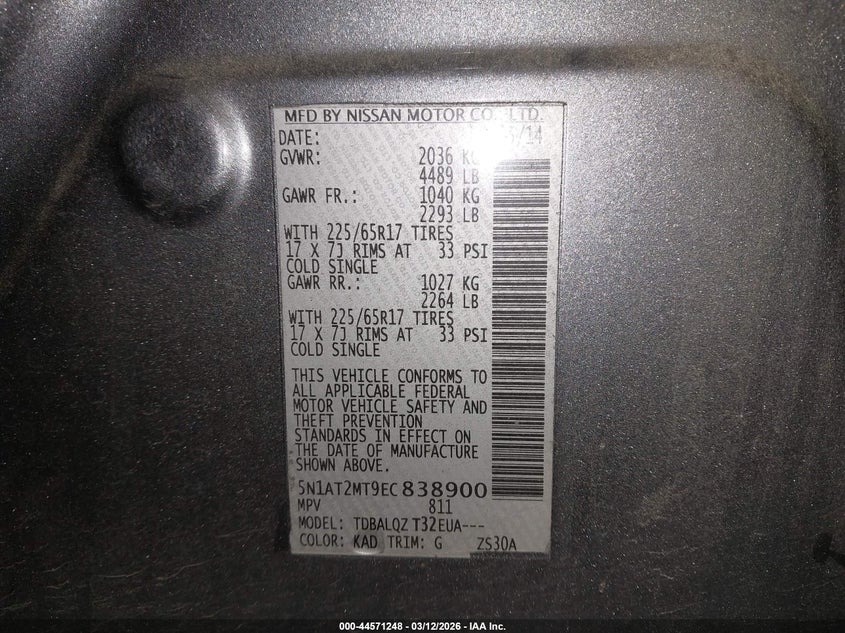 MFD BY NISSAN MOTOR CO., LTD.
DATE: /14
GVWR: 2036 KG
4489 LB
GAWR FR.: 1040 KG
2293 LB
WITH 225/65R17 TIRES
17 X 7J RIMS AT 33 PSI
COLD SINGLE
GAWR RR.: 1027 KG
2264 LB
WITH 225/65R17 TIRES
17 X 7J RIMS AT 33 PSI
COLD SINGLE
THIS VEHICLE CONFORMS TO
ALL APPLICABLE FEDERAL
MOTOR VEHICLE SAFETY AND
THEFT PREVENTION
STANDARDS IN EFFECT ON
THE DATE OF MANUFACTURE
SHOWN ABOVE.
5N1AT2MT9EC838900
MPV 811
MODEL: TDBALQZ T32EUA---
COLOR: KAD TRIM: G ZS30A
000-44571248 - 03/12/2026 - IAA Inc.